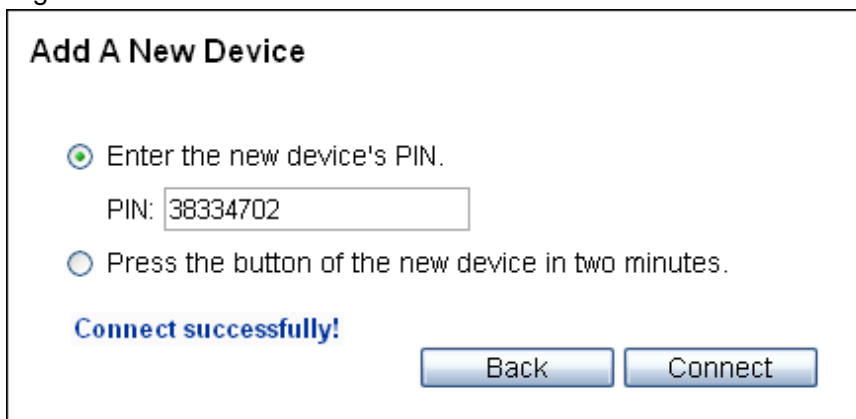 Add A New Device
Enter the new device's PIN.
PIN: 38334702
Press the button of the new device in two minutes.
Connect successfully!
Back Connect